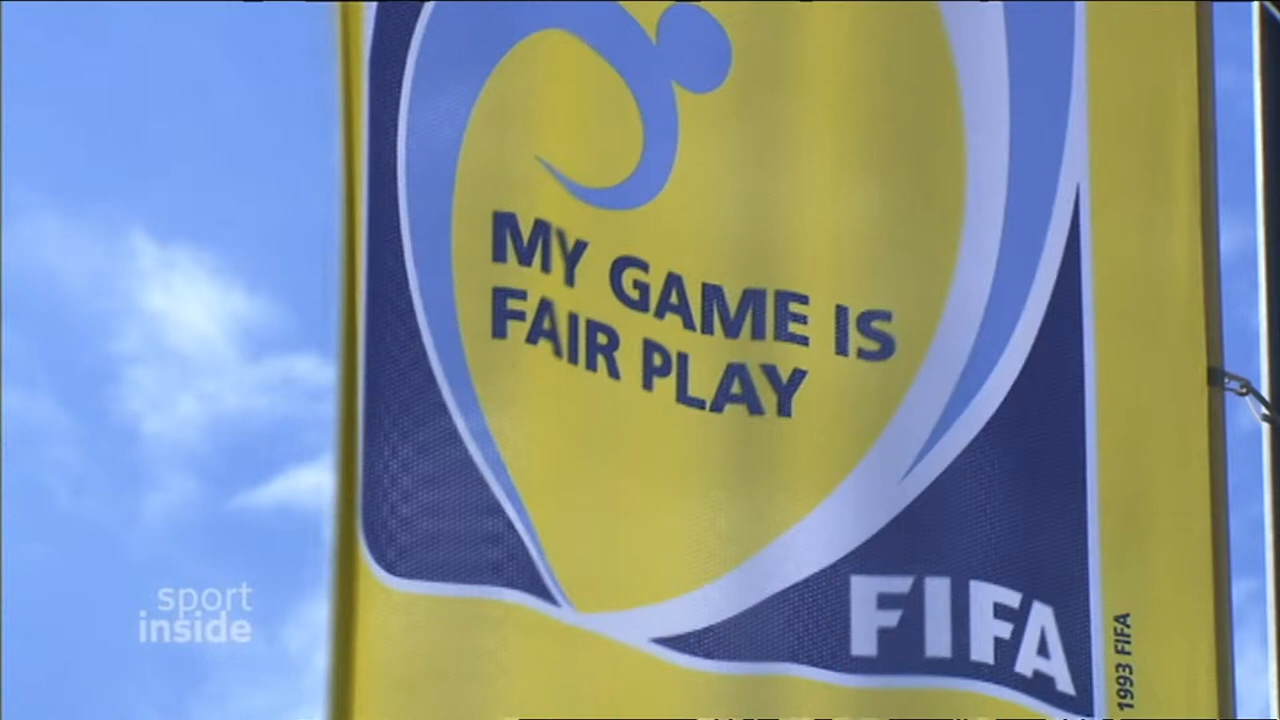 MY GAME IS
FAIR PLAY
FIFA
1993 FIFA
sport
inside